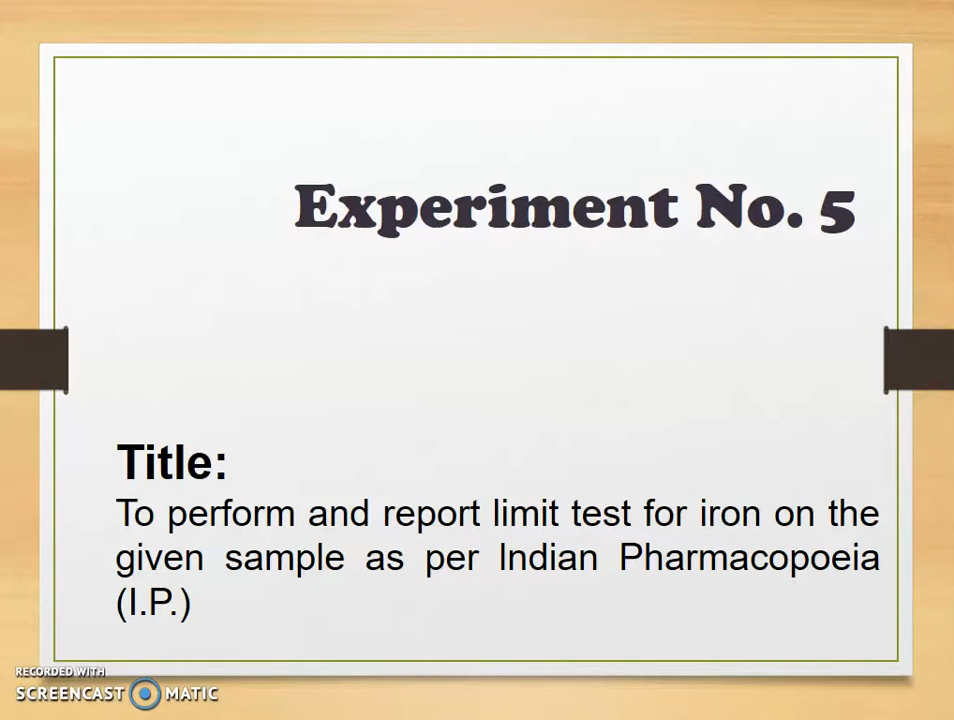 Experiment No. 5
Title:
To perform and report limit test for iron on the
given sample as per Indian Pharmacopoeia
(I.P.)
RECORDED WITH
SCREENCAST MATIC